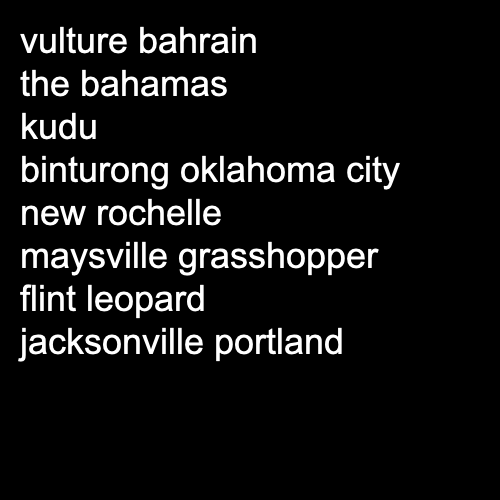 vulture bahrain
the bahamas
kudu
binturong oklahoma city
new rochelle
maysville grasshopper
flint leopard
jacksonville portland